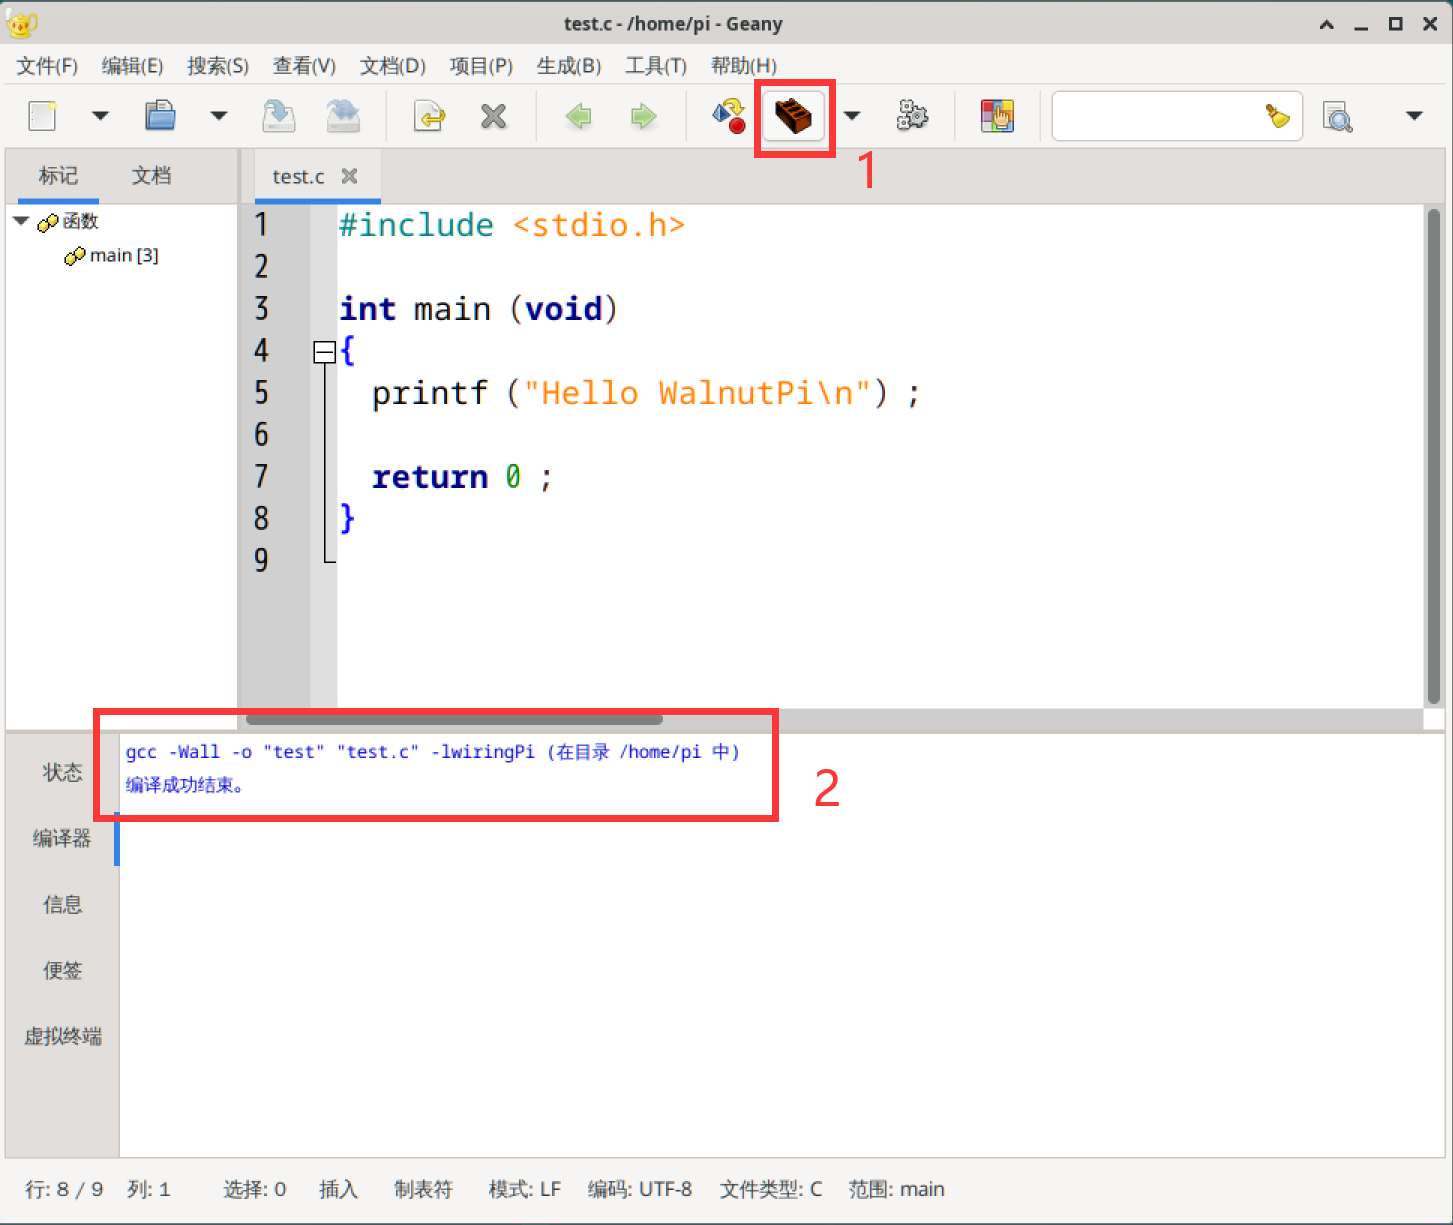 test.c - /home/pi - Geany
文件(F) 编辑(E) 搜索(S) 查看(V) 文档(D) 项目(P) 生成(B) 工具(T) 帮助(H)
1
标记 文档
test.c
函数
main [3]
1 #include <stdio.h>
2
3 int main (void)
4 {
5 printf ("Hello WalnutPi\n") ;
6
7 return 0 ;
8 }
9
gcc -Wall -o "test" "test.c" -lwiringPi (在目录 /home/pi 中)
编译成功结束。
2
状态
编译器
信息
便签
虚拟终端
行: 8 / 9 列: 1 选择: 0 插入 制表符 模式: LF 编码: UTF-8 文件类型: C 范围: main